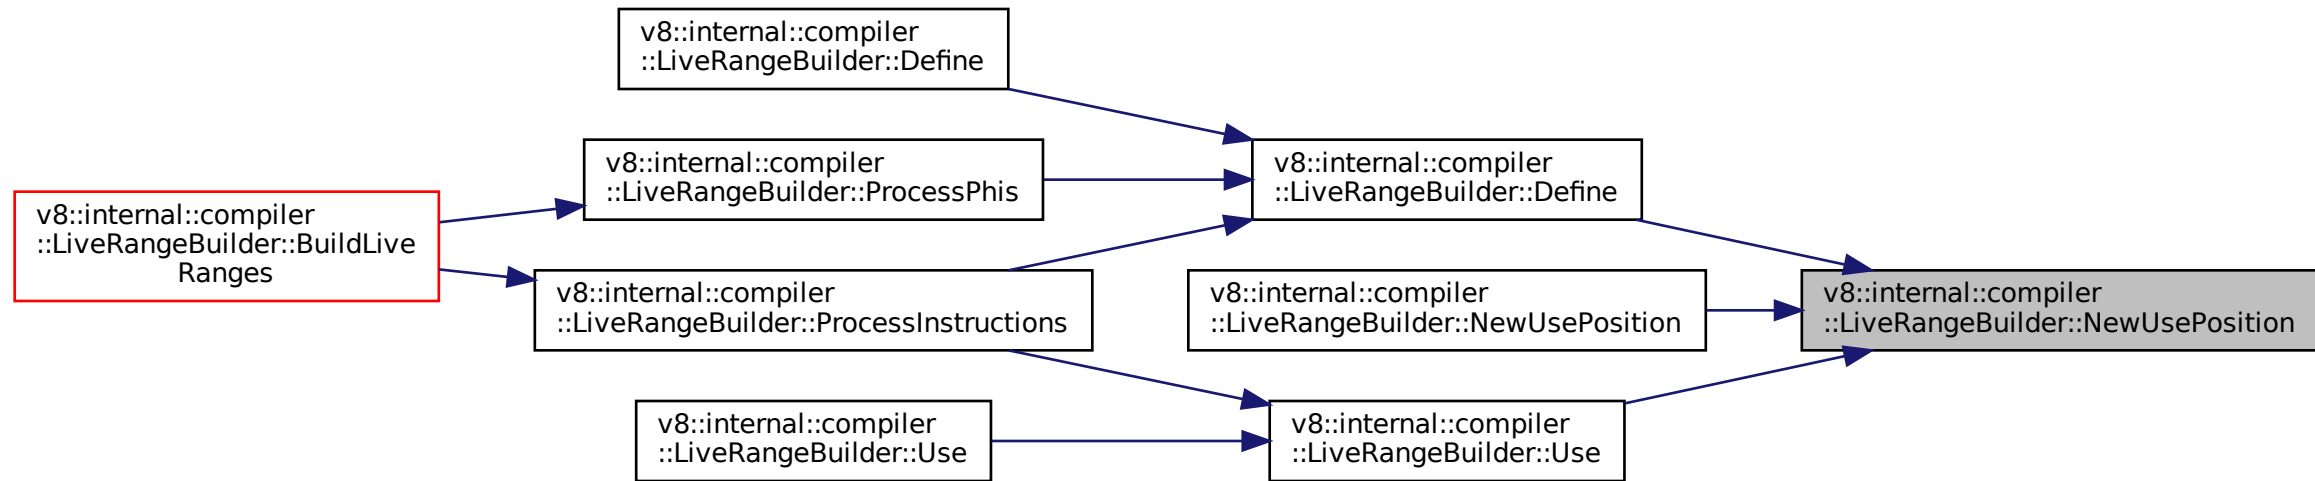 v8::internal::compiler
::LiveRangeBuilder::Define
v8::internal::compiler
::LiveRangeBuilder::ProcessPhis
v8::internal::compiler
::LiveRangeBuilder::Define
v8::internal::compiler
::LiveRangeBuilder::BuildLive
Ranges
v8::internal::compiler
::LiveRangeBuilder::ProcessInstructions
v8::internal::compiler
::LiveRangeBuilder::NewUsePosition
v8::internal::compiler
::LiveRangeBuilder::NewUsePosition
v8::internal::compiler
::LiveRangeBuilder::Use
v8::internal::compiler
::LiveRangeBuilder::Use